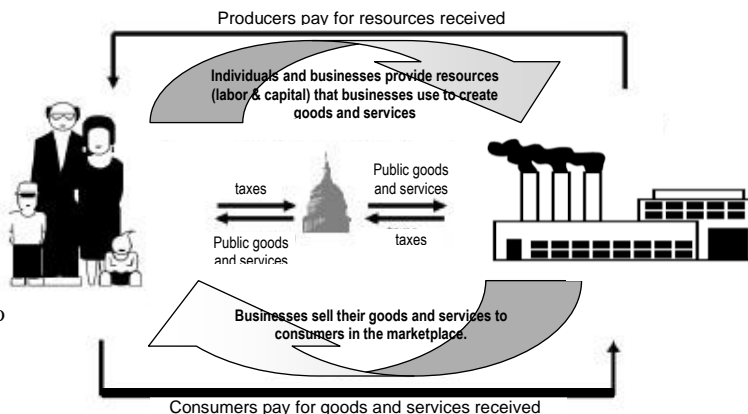 Producers pay for resources received
Individuals and businesses provide resources
(labor & capital) that businesses use to create
goods and services
taxes
Public goods
and services
Public goods
and services
taxes
Businesses sell their goods and services to
consumers in the marketplace.
Consumers pay for goods and services received